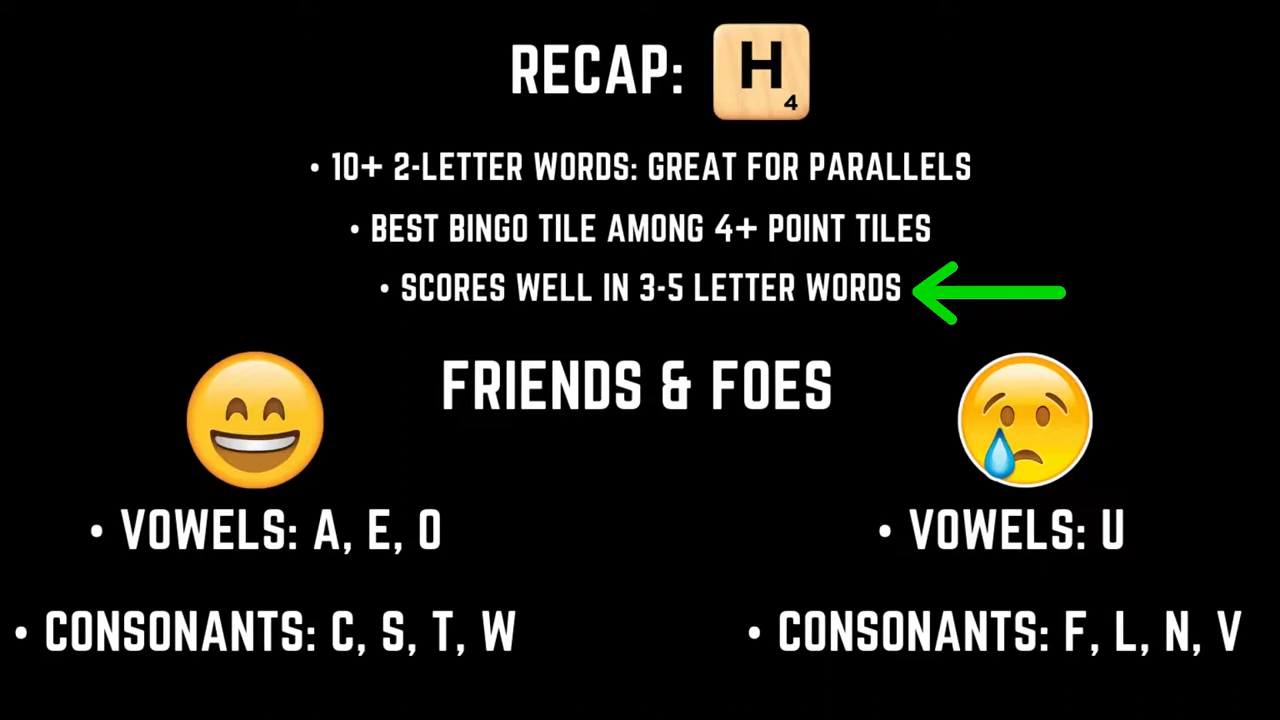 RECAP: H 4
• 10+ 2-LETTER WORDS: GREAT FOR PARALLELS
• BEST BINGO TILE AMONG 4+ POINT TILES
• SCORES WELL IN 3-5 LETTER WORDS
FRIENDS & FOES
• VOWELS: A, E, O
• CONSONANTS: C, S, T, W
• VOWELS: U
• CONSONANTS: F, L, N, V